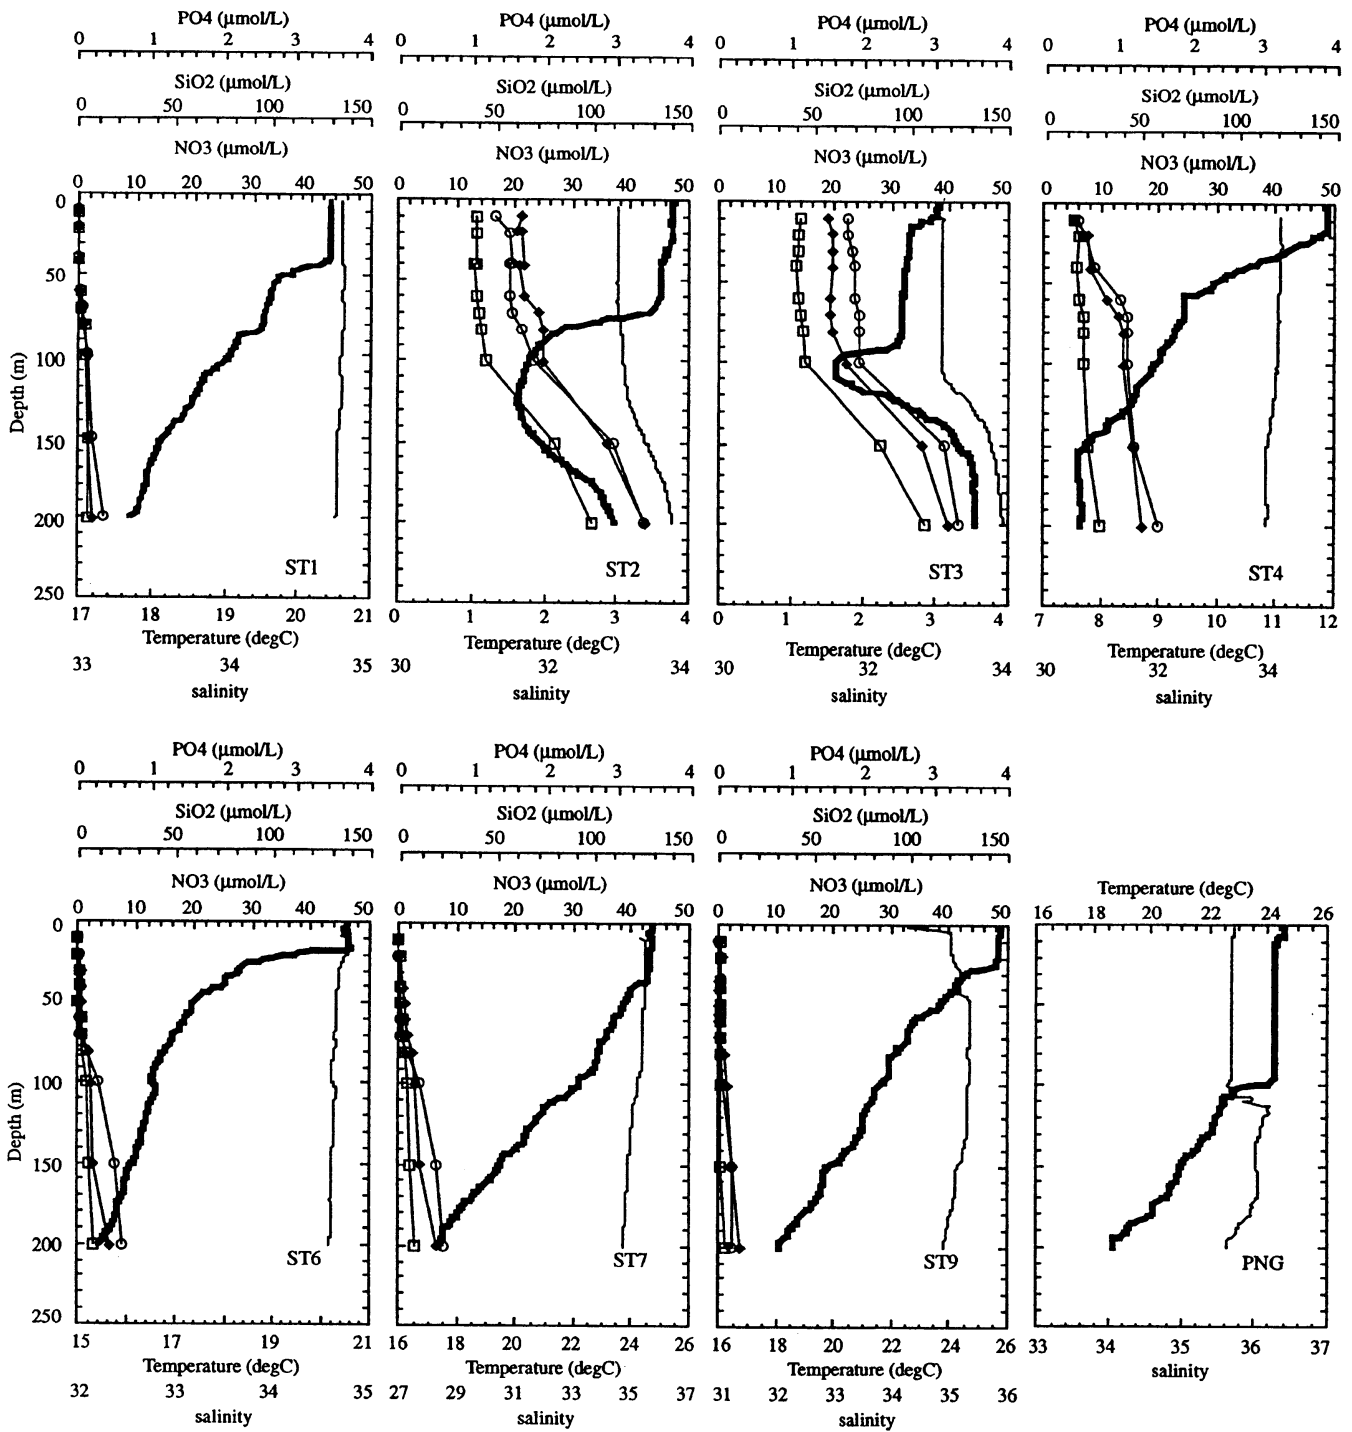 PO4 (μmol/L) PO4 (μmol/L) PO4 (μmol/L) PO4 (μmol/L)
0 1 2 3 4 0 1 2 3 4 0 1 2 3 4 0 1 2 3 4
SiO2 (μmol/L) SiO2 (μmol/L) SiO2 (μmol/L) SiO2 (μmol/L)
0 50 100 150 0 50 100 150 0 50 100 150 0 50 100 150
NO3 (μmol/L) NO3 (μmol/L) NO3 (μmol/L) NO3 (μmol/L)
0 10 20 30 40 50 0 10 20 30 40 50 0 10 20 30 40 50 0 10 20 30 40 50
0
50
100
Depth (m)
150
200
ST1 ST2 ST3 ST4
250
17 18 19 20 21 0 1 2 3 4 0 1 2 3 4 7 8 9 10 11 12
Temperature (degC) Temperature (degC) Temperature (degC) Temperature (degC)
33 34 35 30 32 34 30 32 34 30 32 34
salinity salinity salinity salinity
PO4 (μmol/L) PO4 (μmol/L) PO4 (μmol/L)
0 1 2 3 4 0 1 2 3 4 0 1 2 3 4
SiO2 (μmol/L) SiO2 (μmol/L) SiO2 (μmol/L)
0 50 100 150 0 50 100 150 0 50 100 150
NO3 (μmol/L) NO3 (μmol/L) NO3 (μmol/L) Temperature (degC)
0 10 20 30 40 50 0 10 20 30 40 50 0 10 20 30 40 50 16 18 20 22 24 26
0
50
100
Depth (m)
150
200
ST6 ST7 ST9 PNG
250
15 16 17 18 19 20 21 16 18 20 22 24 26 16 18 20 22 24 26 33 34 35 36 37
Temperature (degC) Temperature (degC) Temperature (degC) salinity
32 33 34 35 27 29 31 33 35 37 31 32 33 34 35 36
salinity salinity salinity